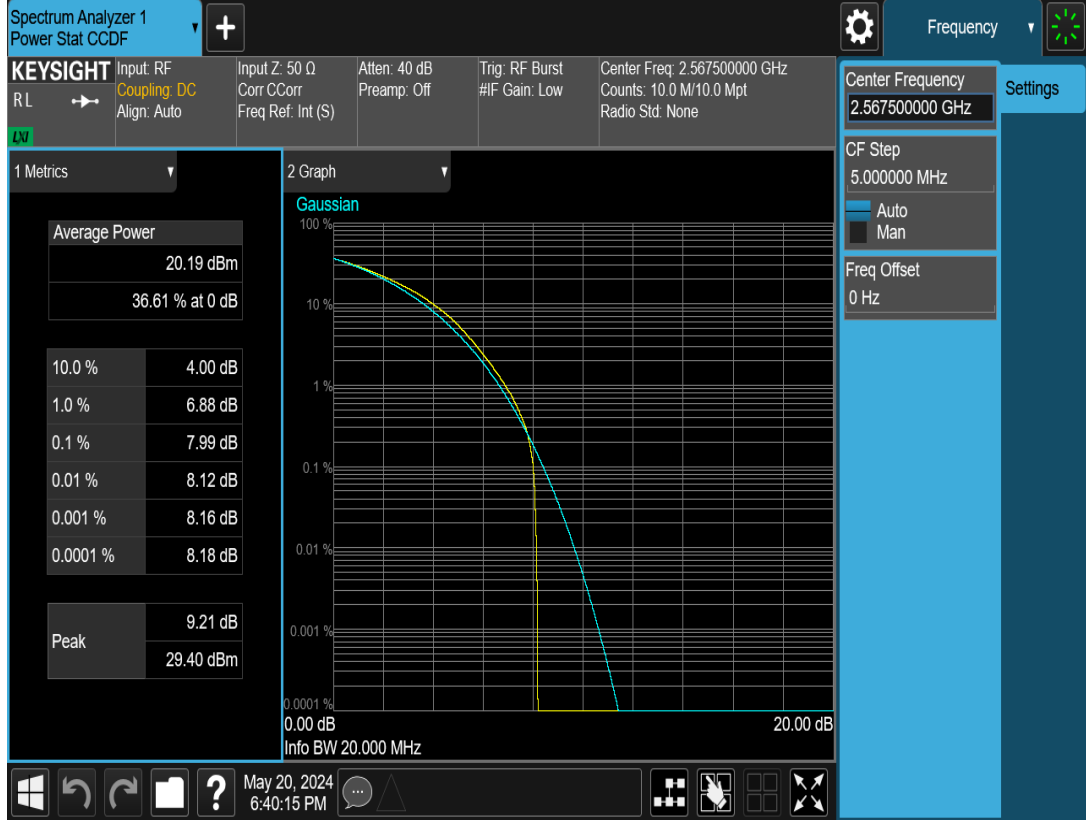 Spectrum Analyzer 1
Power Stat CCDF
Frequency
KEYSIGHT
RL
LXI
Input: RF
Coupling: DC
Align: Auto
Input Z: 50 Ω
Corr CCorr
Freq Ref: Int (S)
Atten: 40 dB
Preamp: Off
Trig: RF Burst
#IF Gain: Low
Center Freq: 2.567500000 GHz
Counts: 10.0 M/10.0 Mpt
Radio Std: None
Center Frequency
2.567500000 GHz
Settings
CF Step
5.000000 MHz
Auto
Man
Freq Offset
0 Hz
1 Metrics
Average Power
20.19 dBm
36.61 % at 0 dB
10.0 % 4.00 dB
1.0 % 6.88 dB
0.1 % 7.99 dB
0.01 % 8.12 dB
0.001 % 8.16 dB
0.0001 % 8.18 dB
Peak
9.21 dB
29.40 dBm
2 Graph
Gaussian
100 %
10 %
1 %
0.1 %
0.01 %
0.001 %
0.0001 %
0.00 dB 20.00 dB
Info BW 20.000 MHz
?
May 20, 2024
6:40:15 PM